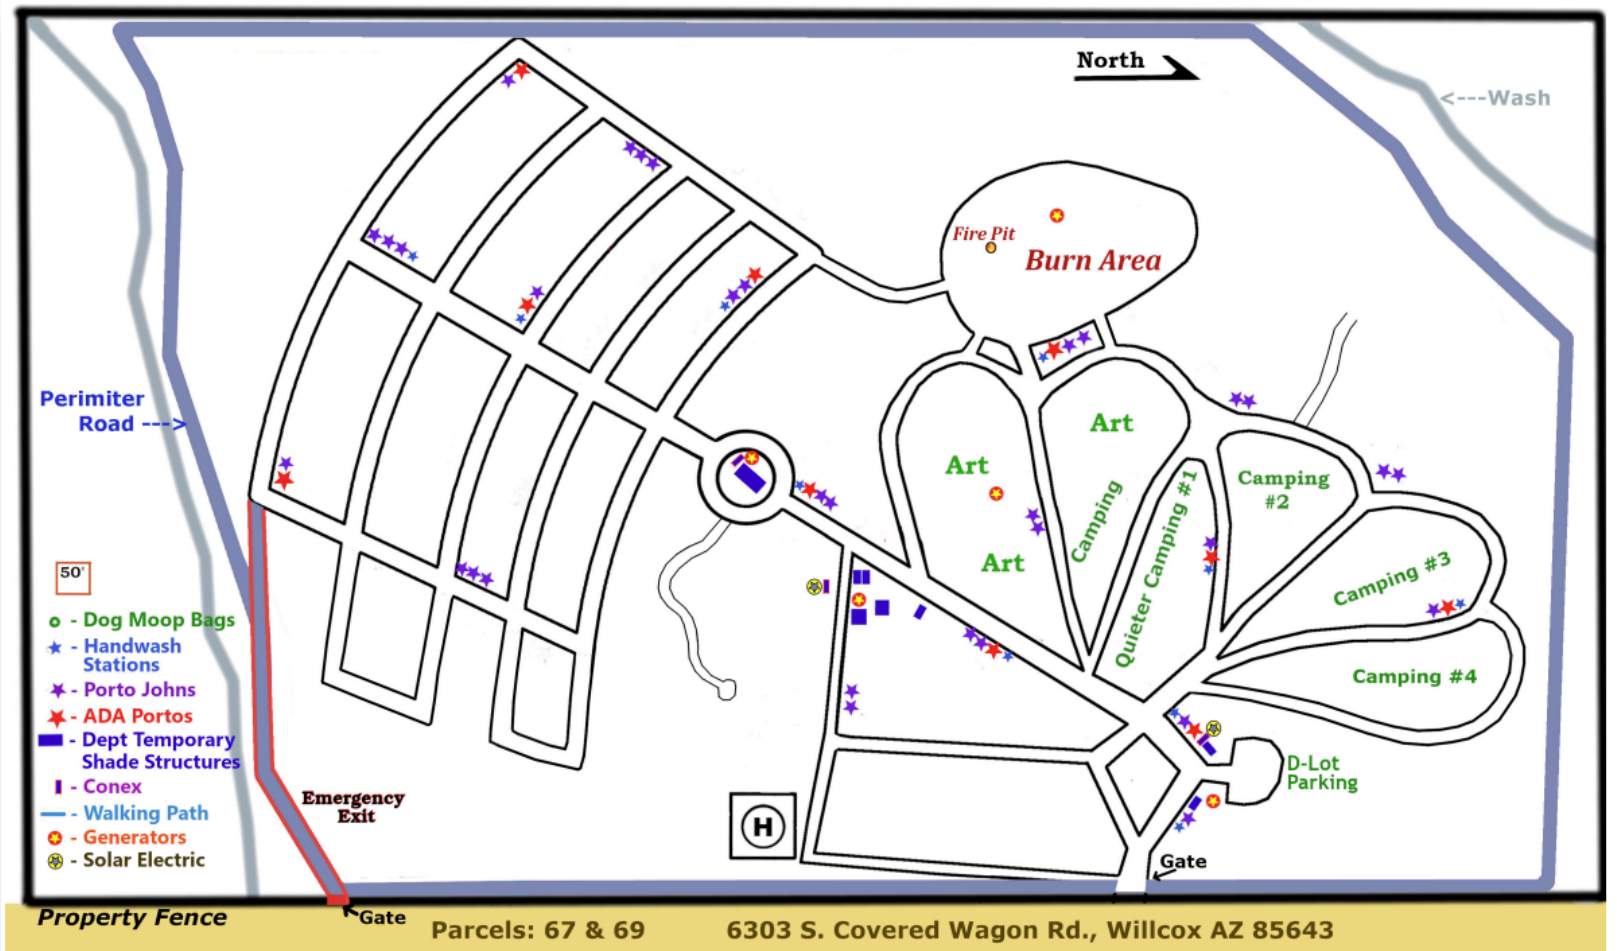 North
<---Wash
Fire Pit
Burn Area
Perimiter
Road --->
Art
Art
Art
Camping
Quieter Camping #1
Camping
#2
Camping #3
Camping #4
50'
- Dog Moop Bags
- Handwash
Stations
- Porto Johns
- ADA Portos
- Dept Temporary
Shade Structures
- Conex
- Walking Path
- Generators
- Solar Electric
Emergency
Exit
H
D-Lot
Parking
Gate
Property Fence
Gate
Parcels: 67 & 69
6303 S. Covered Wagon Rd., Willcox AZ 85643